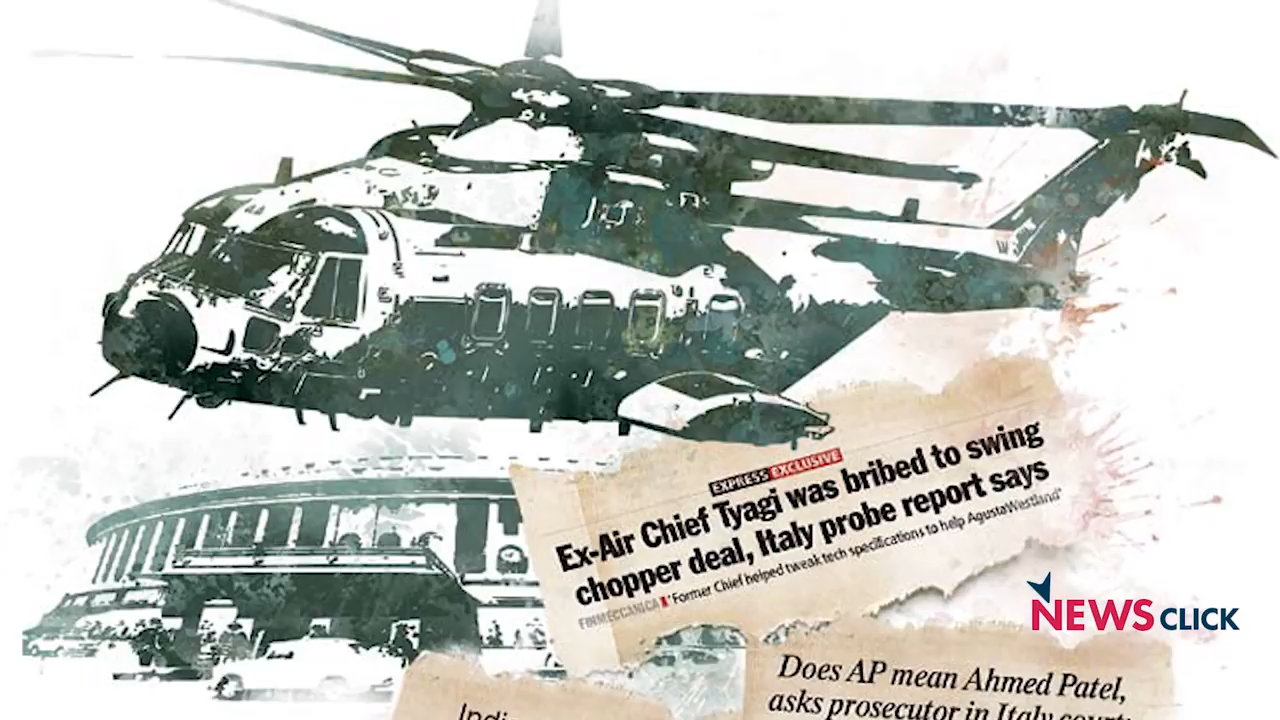 EXPRESS EXCLUSIVE
Ex-Air Chief Tyagi was bribed to swing
chopper deal, Italy probe report says
FINMECCANICA 'Former Chief helped tweak tech specifications to help AgustaWestland'
NEWSCLICK
Does AP mean Ahmed Patel,
asks prosecutor in Italy court